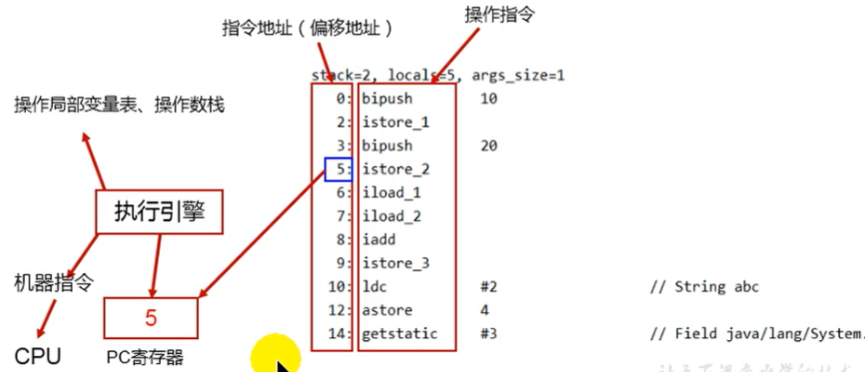 指令地址（偏移地址）
操作指令
stack=2, locals=5, args_size=1
操作局部变量表、操作数栈
0: bipush 10
2: istore_1
3: bipush 20
5: istore_2
6: iload_1
7: iload_2
8: iadd
9: istore_3
10: ldc #2 // String abc
12: astore 4
14: getstatic #3 // Field java/lang/System.
执行引擎
机器指令
5
CPU
PC寄存器